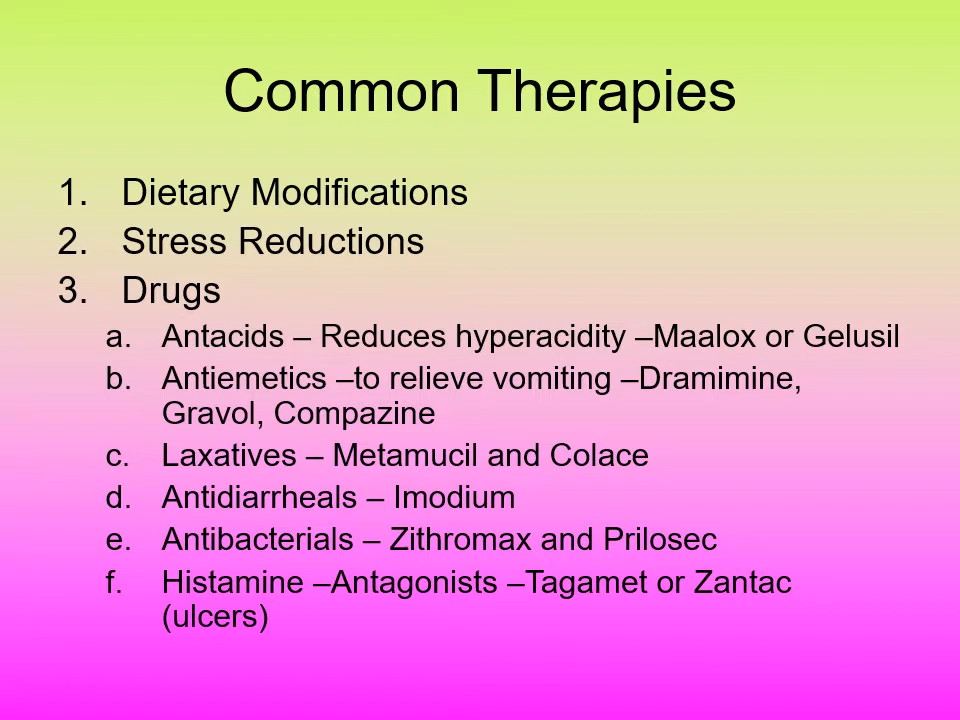 Common Therapies
1. Dietary Modifications
2. Stress Reductions
3. Drugs
a. Antacids – Reduces hyperacidity –Maalox or Gelusil
b. Antiemetics –to relieve vomiting –Dramimine,
Gravol, Compazine
c. Laxatives – Metamucil and Colace
d. Antidiarrheals – Imodium
e. Antibacterials – Zithromax and Prilosec
f. Histamine –Antagonists –Tagamet or Zantac
(ulcers)